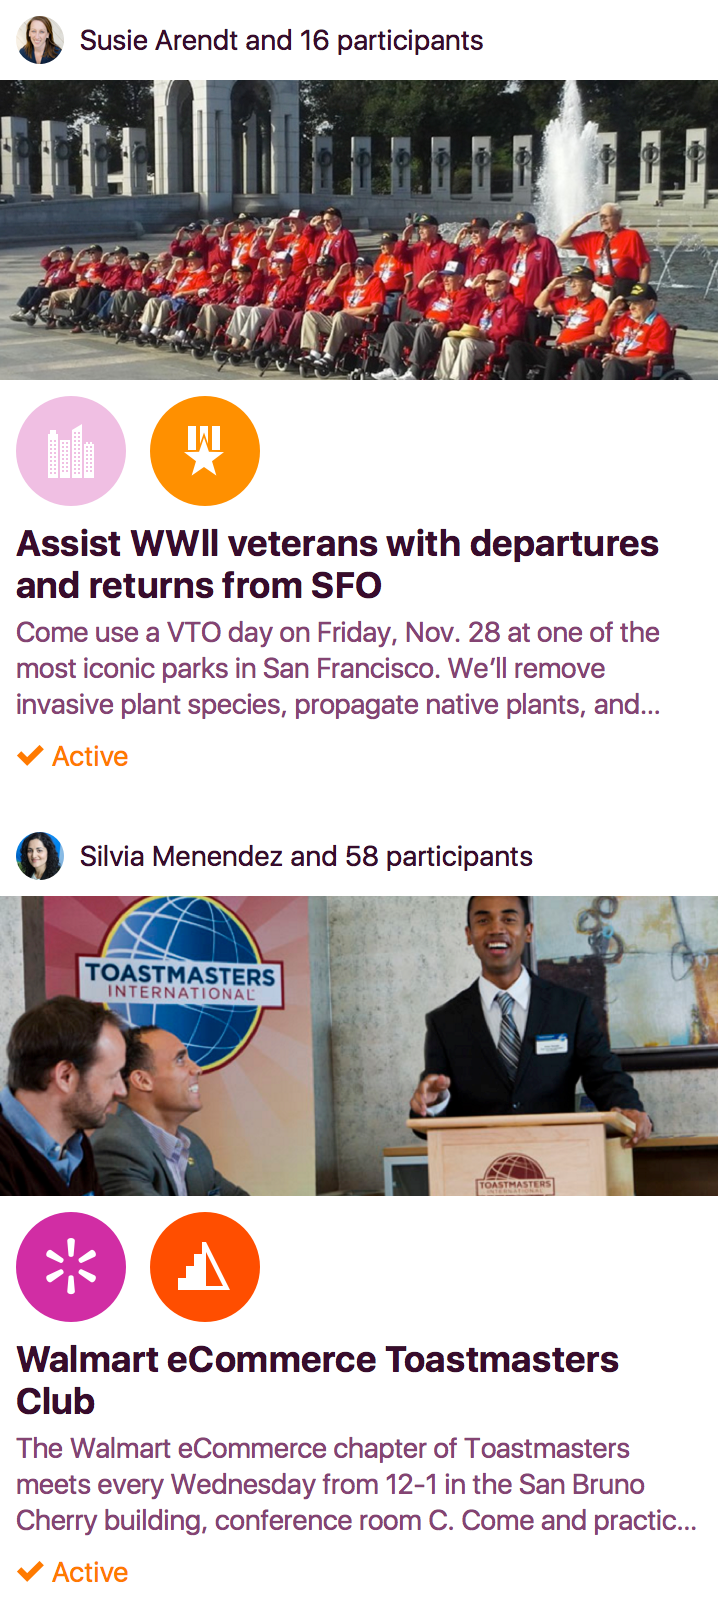 Susie Arendt and 16 participants
Assist WWll veterans with departures
and returns from SFO
Come use a VTO day on Friday, Nov. 28 at one of the
most iconic parks in San Francisco. We’ll remove
invasive plant species, propagate native plants, and...
Active
Silvia Menendez and 58 participants
TOASTMASTERS
INTERNATIONAL
TOASTMASTERS
INTERNATIONAL
Walmart eCommerce Toastmasters
Club
The Walmart eCommerce chapter of Toastmasters
meets every Wednesday from 12-1 in the San Bruno
Cherry building, conference room C. Come and practic...
Active